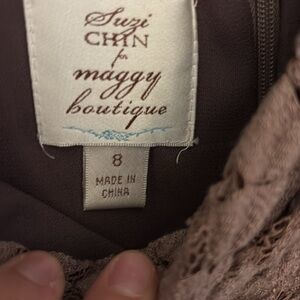 Suzi
CHIN
for
maggy
boutique
8
MADE IN
CHINA